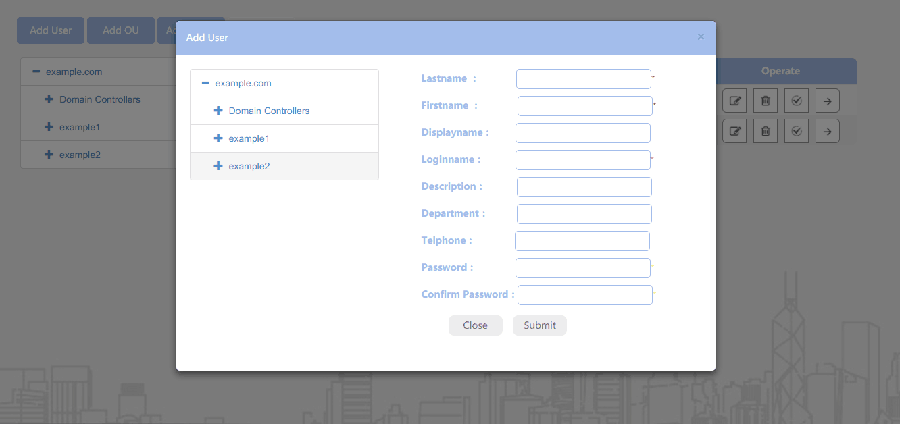 Add User Add OU Ad
Add User ×
example.com
Domain Controllers
example1
example2
example.com
Domain Controllers
example1
example2
Lastname : *
Firstname : *
Displayname :
Loginname : *
Description :
Department :
Telphone :
Password : *
Confirm Password : *
Close Submit
Operate